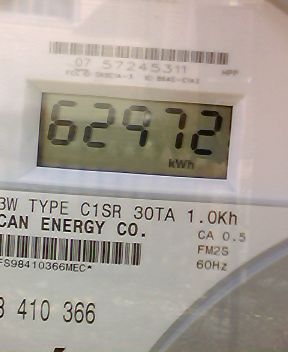 07 57245311
62972
kWh
3W TYPE C1SR 30TA 1.0Kh
CAN ENERGY CO.
CA 0.5
FM2S
60Hz
FS98410366MEC*
3 410 366